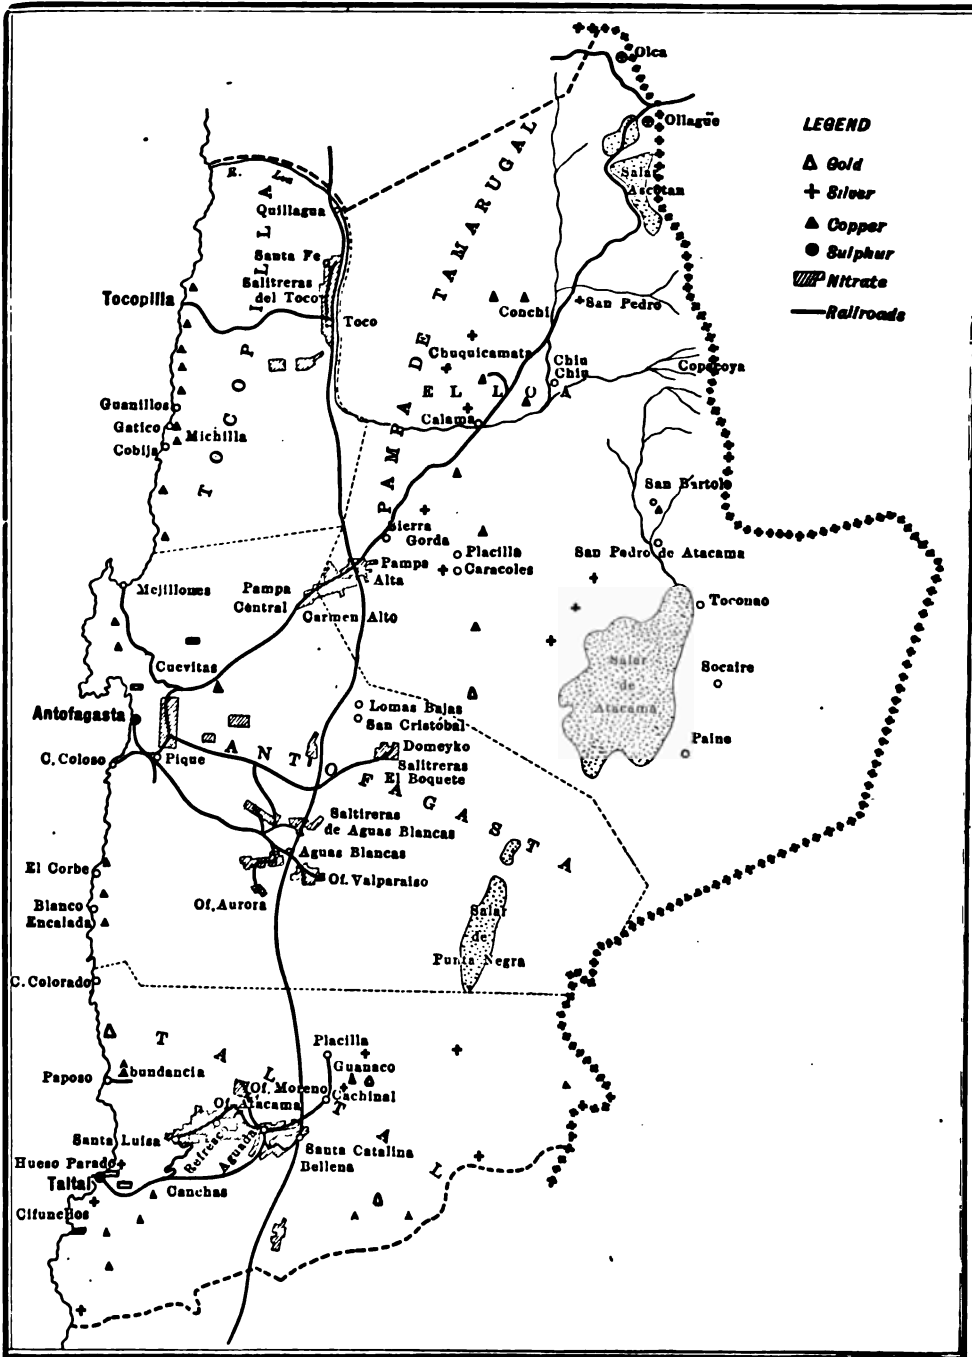 Olca
Ollagüe
LEGEND
Gold
Silver
Copper
Sulphur
Nitrate
Railroads
R. Loa
Quillagua
PAMPA DE TAMARUGAL
Salar
Ascotan
Santa Fe
Salitreras
del Toco
Tocopilla
Toco
TOCOPILLA
Conchi
San Pedro
Chuquicamata
Chiu
Chiu
Copacoya
EL LOA
Guanillos
Gatico
Michilla
Cobija
Calama
San Bartolo
Sierra
Gorda
Placilla
Caracoles
San Pedro de Atacama
Pampa
Alta
Mejillones
Pampa
Central
Carmen Alto
Toconao
Cuevitas
Salar
de
Atacama
Socaire
Antofagasta
Lomas Bajas
San Cristóbal
Paine
C. Coloso
Pique
ANTOFAGASTA
Domeyko
Salitreras
El Boquete
Saltireras
de Aguas Blancas
Aguas Blancas
El Corbe
Of. Valparaiso
Of. Aurora
Blanco
Encalada
Salar
de
Punta Negra
C. Colorado
TALTAL
Placilla
Guanaco
Paposo
Abundancia
Of. Moreno
Cachinal
Of. Atacama
Santa Luisa
Refresco
Aguada
Santa Catalina
Bellena
Hueso Parado
Taltal
Canchas
Cifunchos